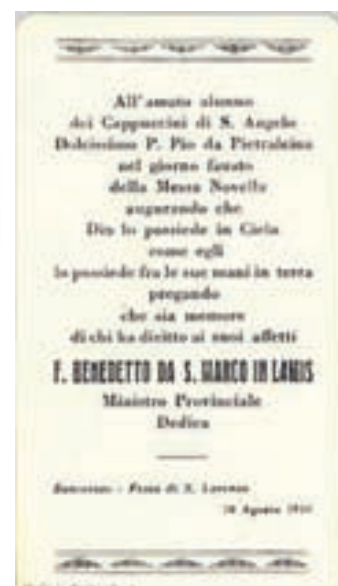 All'amato alunno
dei Cappuccini di S. Angelo
Dolcissimo P. Pio da Pietralcina
nel giorno fausto
della Messa Novella
augurando che
Dio lo possiede in Cielo
come egli
lo possiede fra le sue mani in terra
pregando
che sia memore
di chi ha diritto ai suoi affetti
F. BENEDETTO DA S. MARCO IN LAMIS
Ministro Provinciale
Dedica
Festa di S. Lorenzo
10 Agosto 1910